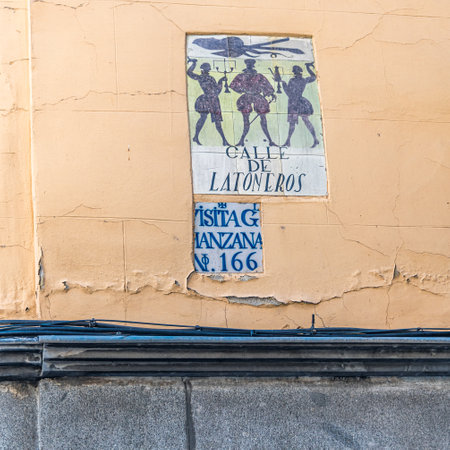 CALLE
DE
LATONEROS
VISITA G
MANZANA
Nº 166